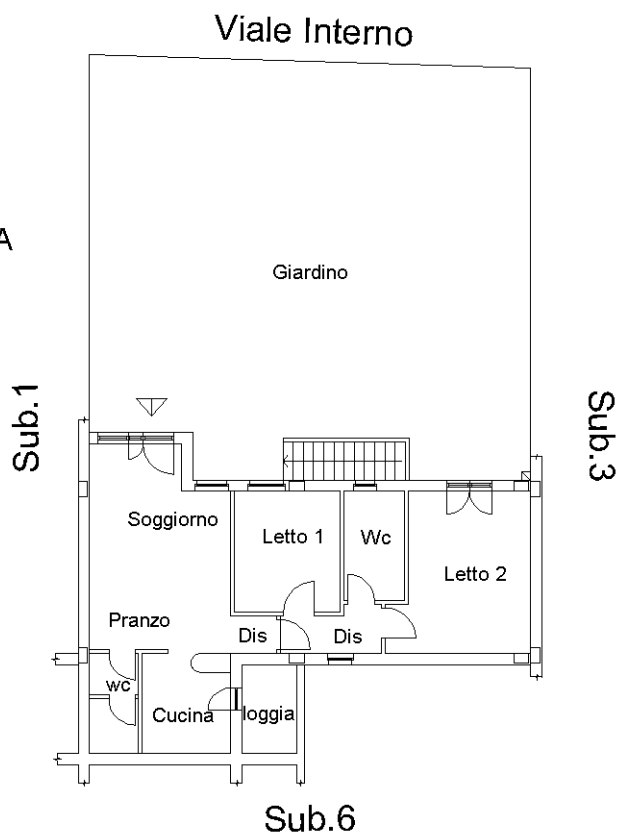 Viale Interno
A
Giardino
Sub.1
Sub.3
Soggiorno
Letto 1
Wc
Letto 2
Pranzo
Dis
Dis
wc
Cucina
loggia
Sub.6